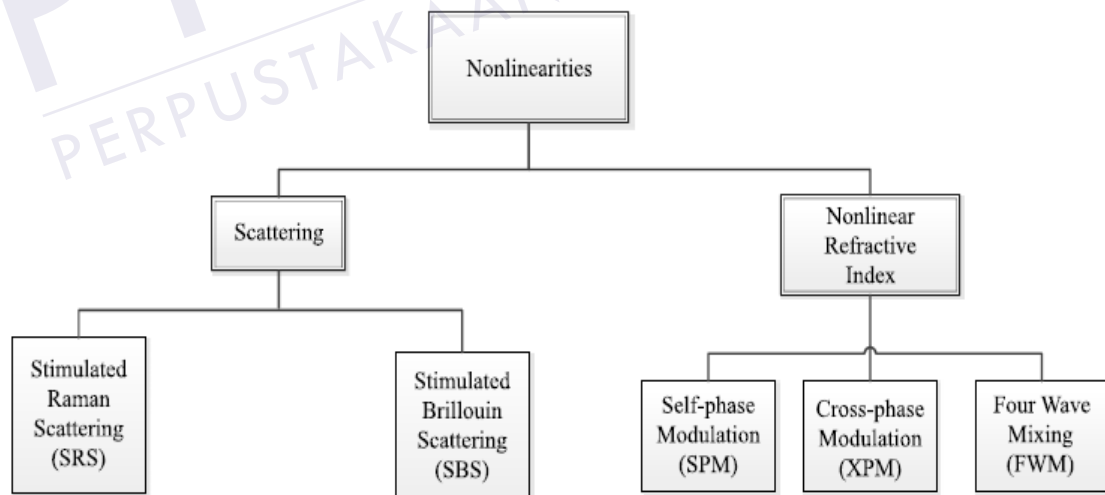 PERPUSTAKAAN
Nonlinearities
Scattering
Nonlinear
Refractive
Index
Stimulated
Raman
Scattering
(SRS)
Stimulated
Brillouin
Scattering
(SBS)
Self-phase
Modulation
(SPM)
Cross-phase
Modulation
(XPM)
Four Wave
Mixing
(FWM)